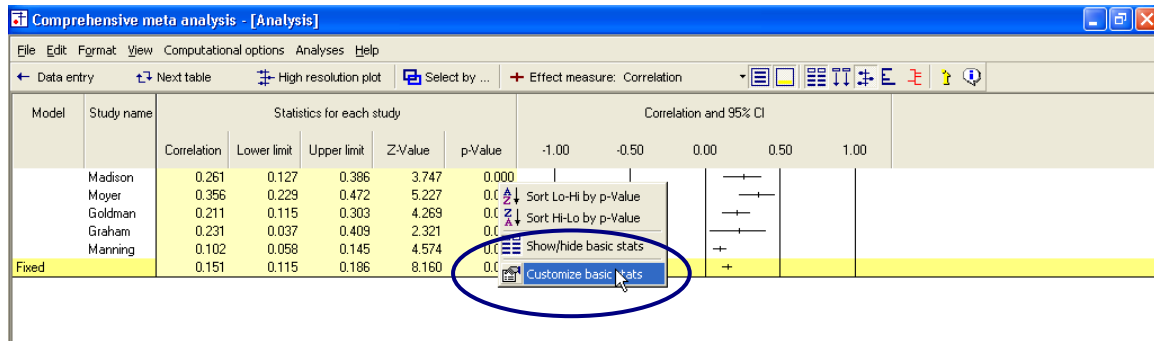 Comprehensive meta analysis - [Analysis]
File Edit Format View Computational options Analyses Help
Data entry Next table High resolution plot Select by ... Effect measure: Correlation
Model Study name Statistics for each study Correlation and 95% CI
Correlation Lower limit Upper limit Z-Value p-Value -1.00 -0.50 0.00 0.50 1.00
Madison 0.261 0.127 0.386 3.747 0.000
Moyer 0.356 0.229 0.472 5.227
Sort Lo-Hi by p-Value
Goldman 0.211 0.115 0.303 4.269
Sort Hi-Lo by p-Value
Graham 0.231 0.037 0.409 2.321
Manning 0.102 0.058 0.145 4.574
Show/hide basic stats
Fixed 0.151 0.115 0.186 8.160
Customize basic stats